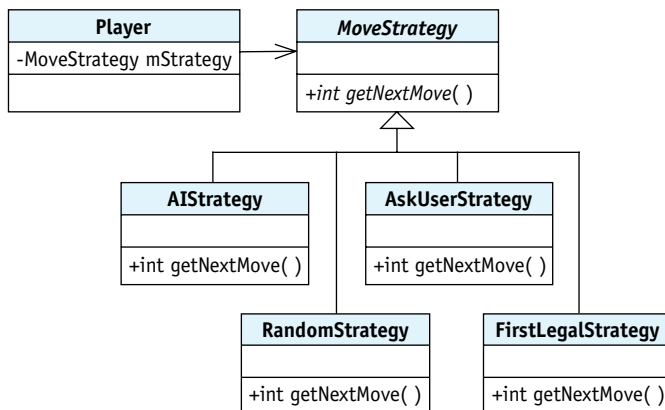 Player
-MoveStrategy mStrategy
MoveStrategy
+int getNextMove( )
AIStrategy
+int getNextMove( )
AskUserStrategy
+int getNextMove( )
RandomStrategy
+int getNextMove( )
FirstLegalStrategy
+int getNextMove( )